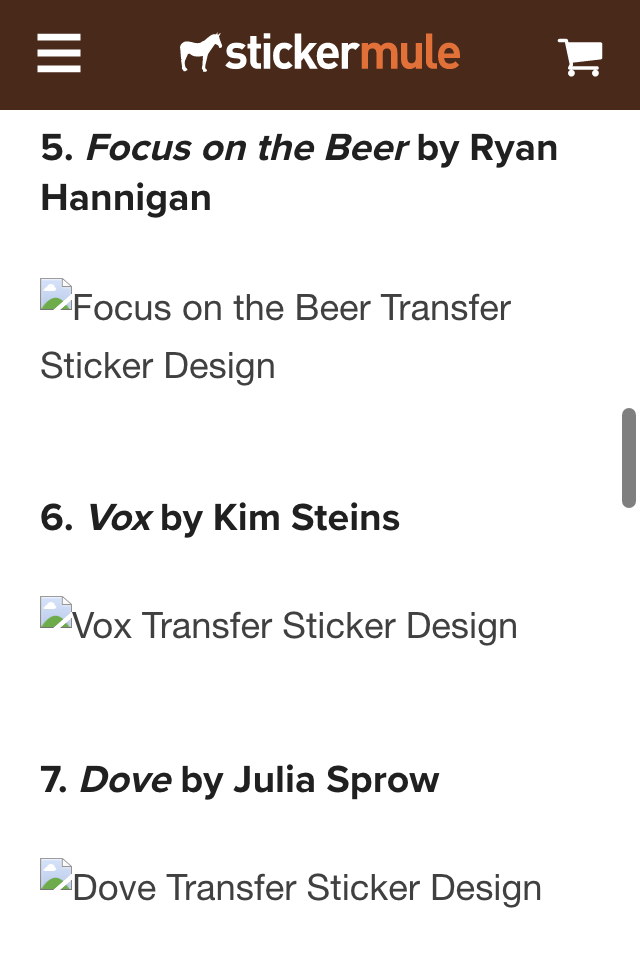 stickermule
5. Focus on the Beer by Ryan
Hannigan
Focus on the Beer Transfer
Sticker Design
6. Vox by Kim Steins
Vox Transfer Sticker Design
7. Dove by Julia Sprow
Dove Transfer Sticker Design